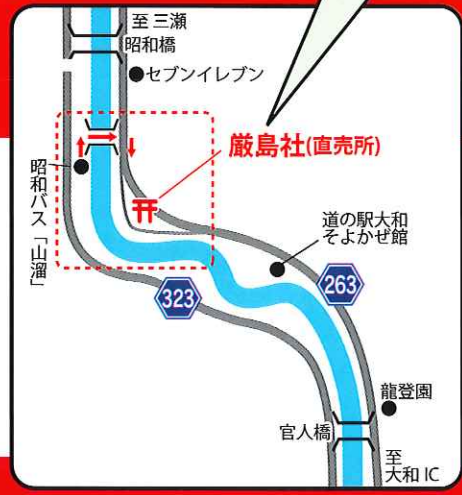 至 三瀬
昭和橋
セブンイレブン
厳島社(直売所)
昭和バス「山溜」
道の駅大和
そよかぜ館
263
323
龍登園
官人橋
至
大和 IC